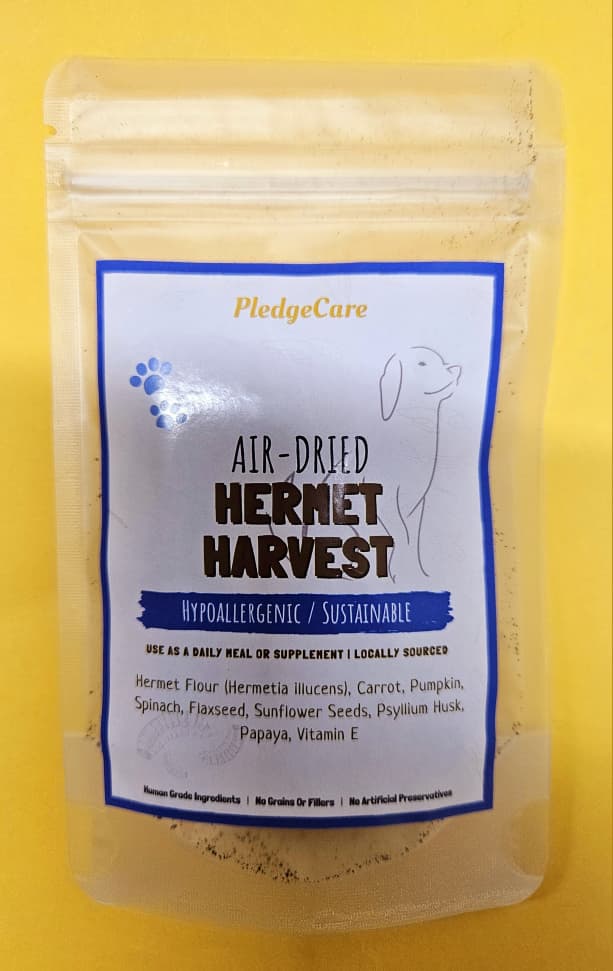 PledgeCare
AIR-DRIED
HERMET
HARVEST
HYPOALLERGENIC / SUSTAINABLE
USE AS A DAILY MEAL OR SUPPLEMENT | LOCALLY SOURCED
Hermet Flour (Hermetia illucens), Carrot, Pumpkin,
Spinach, Flaxseed, Sunflower Seeds, Psyllium Husk,
Papaya, Vitamin E
Human Grade Ingredients | No Grains Or Fillers | No Artificial Preservatives